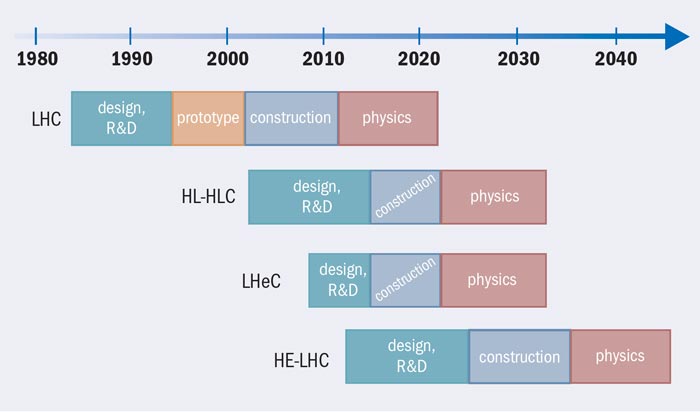 1980 1990 2000 2010 2020 2030 2040
LHC
design,
R&D
prototype
construction
physics
HL-HLC
design,
R&D
construction
physics
LHeC
design,
R&D
construction
physics
HE-LHC
design,
R&D
construction
physics